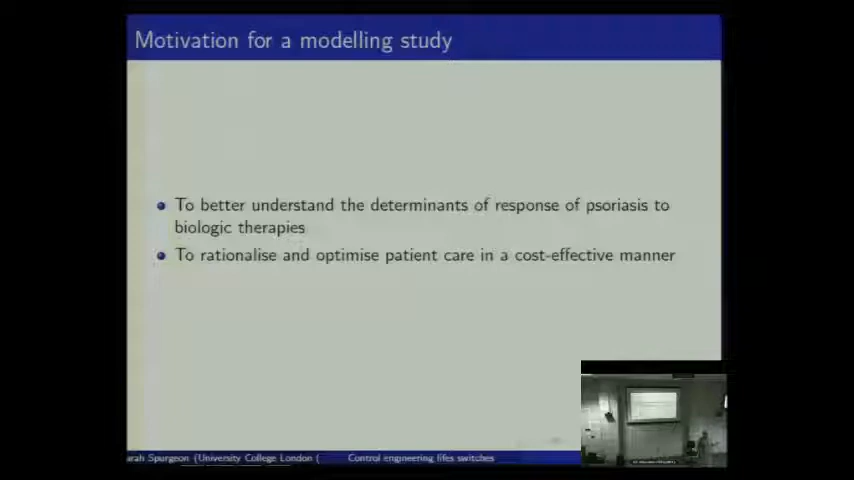 Motivation for a modelling study
To better understand the determinants of response of psoriasis to
biologic therapies
To rationalise and optimise patient care in a cost-effective manner
arah Spurgeon (University College London (
Control engineering lifes switches